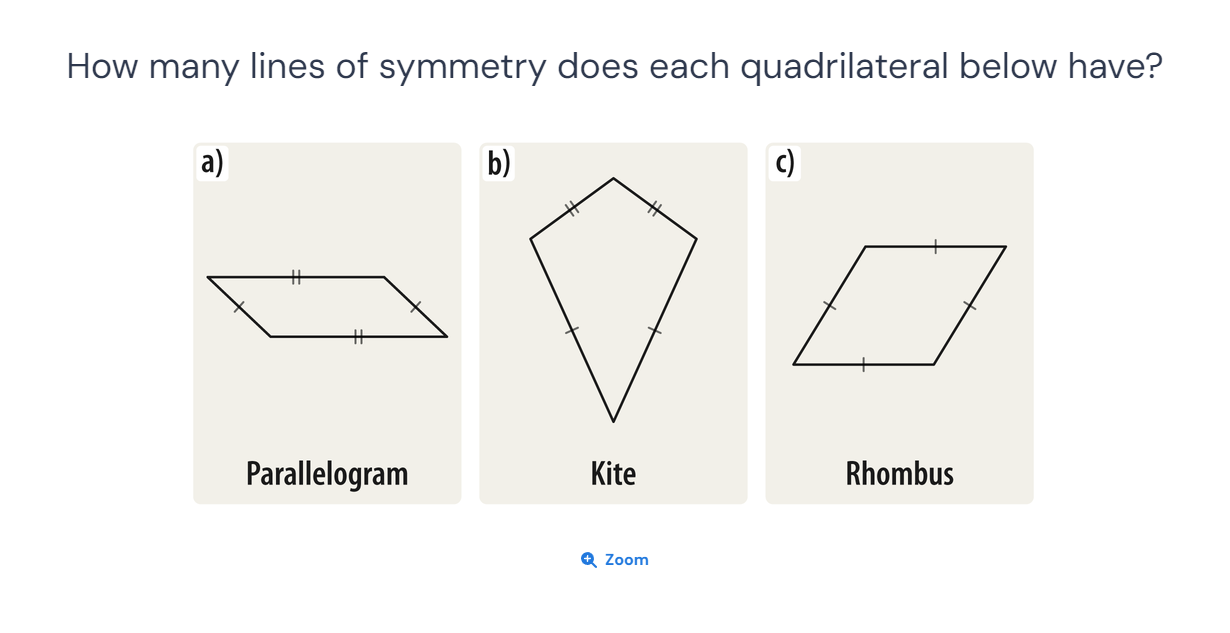 How many lines of symmetry does each quadrilateral below have?
a)
b)
c)
Parallelogram
Kite
Rhombus
Zoom